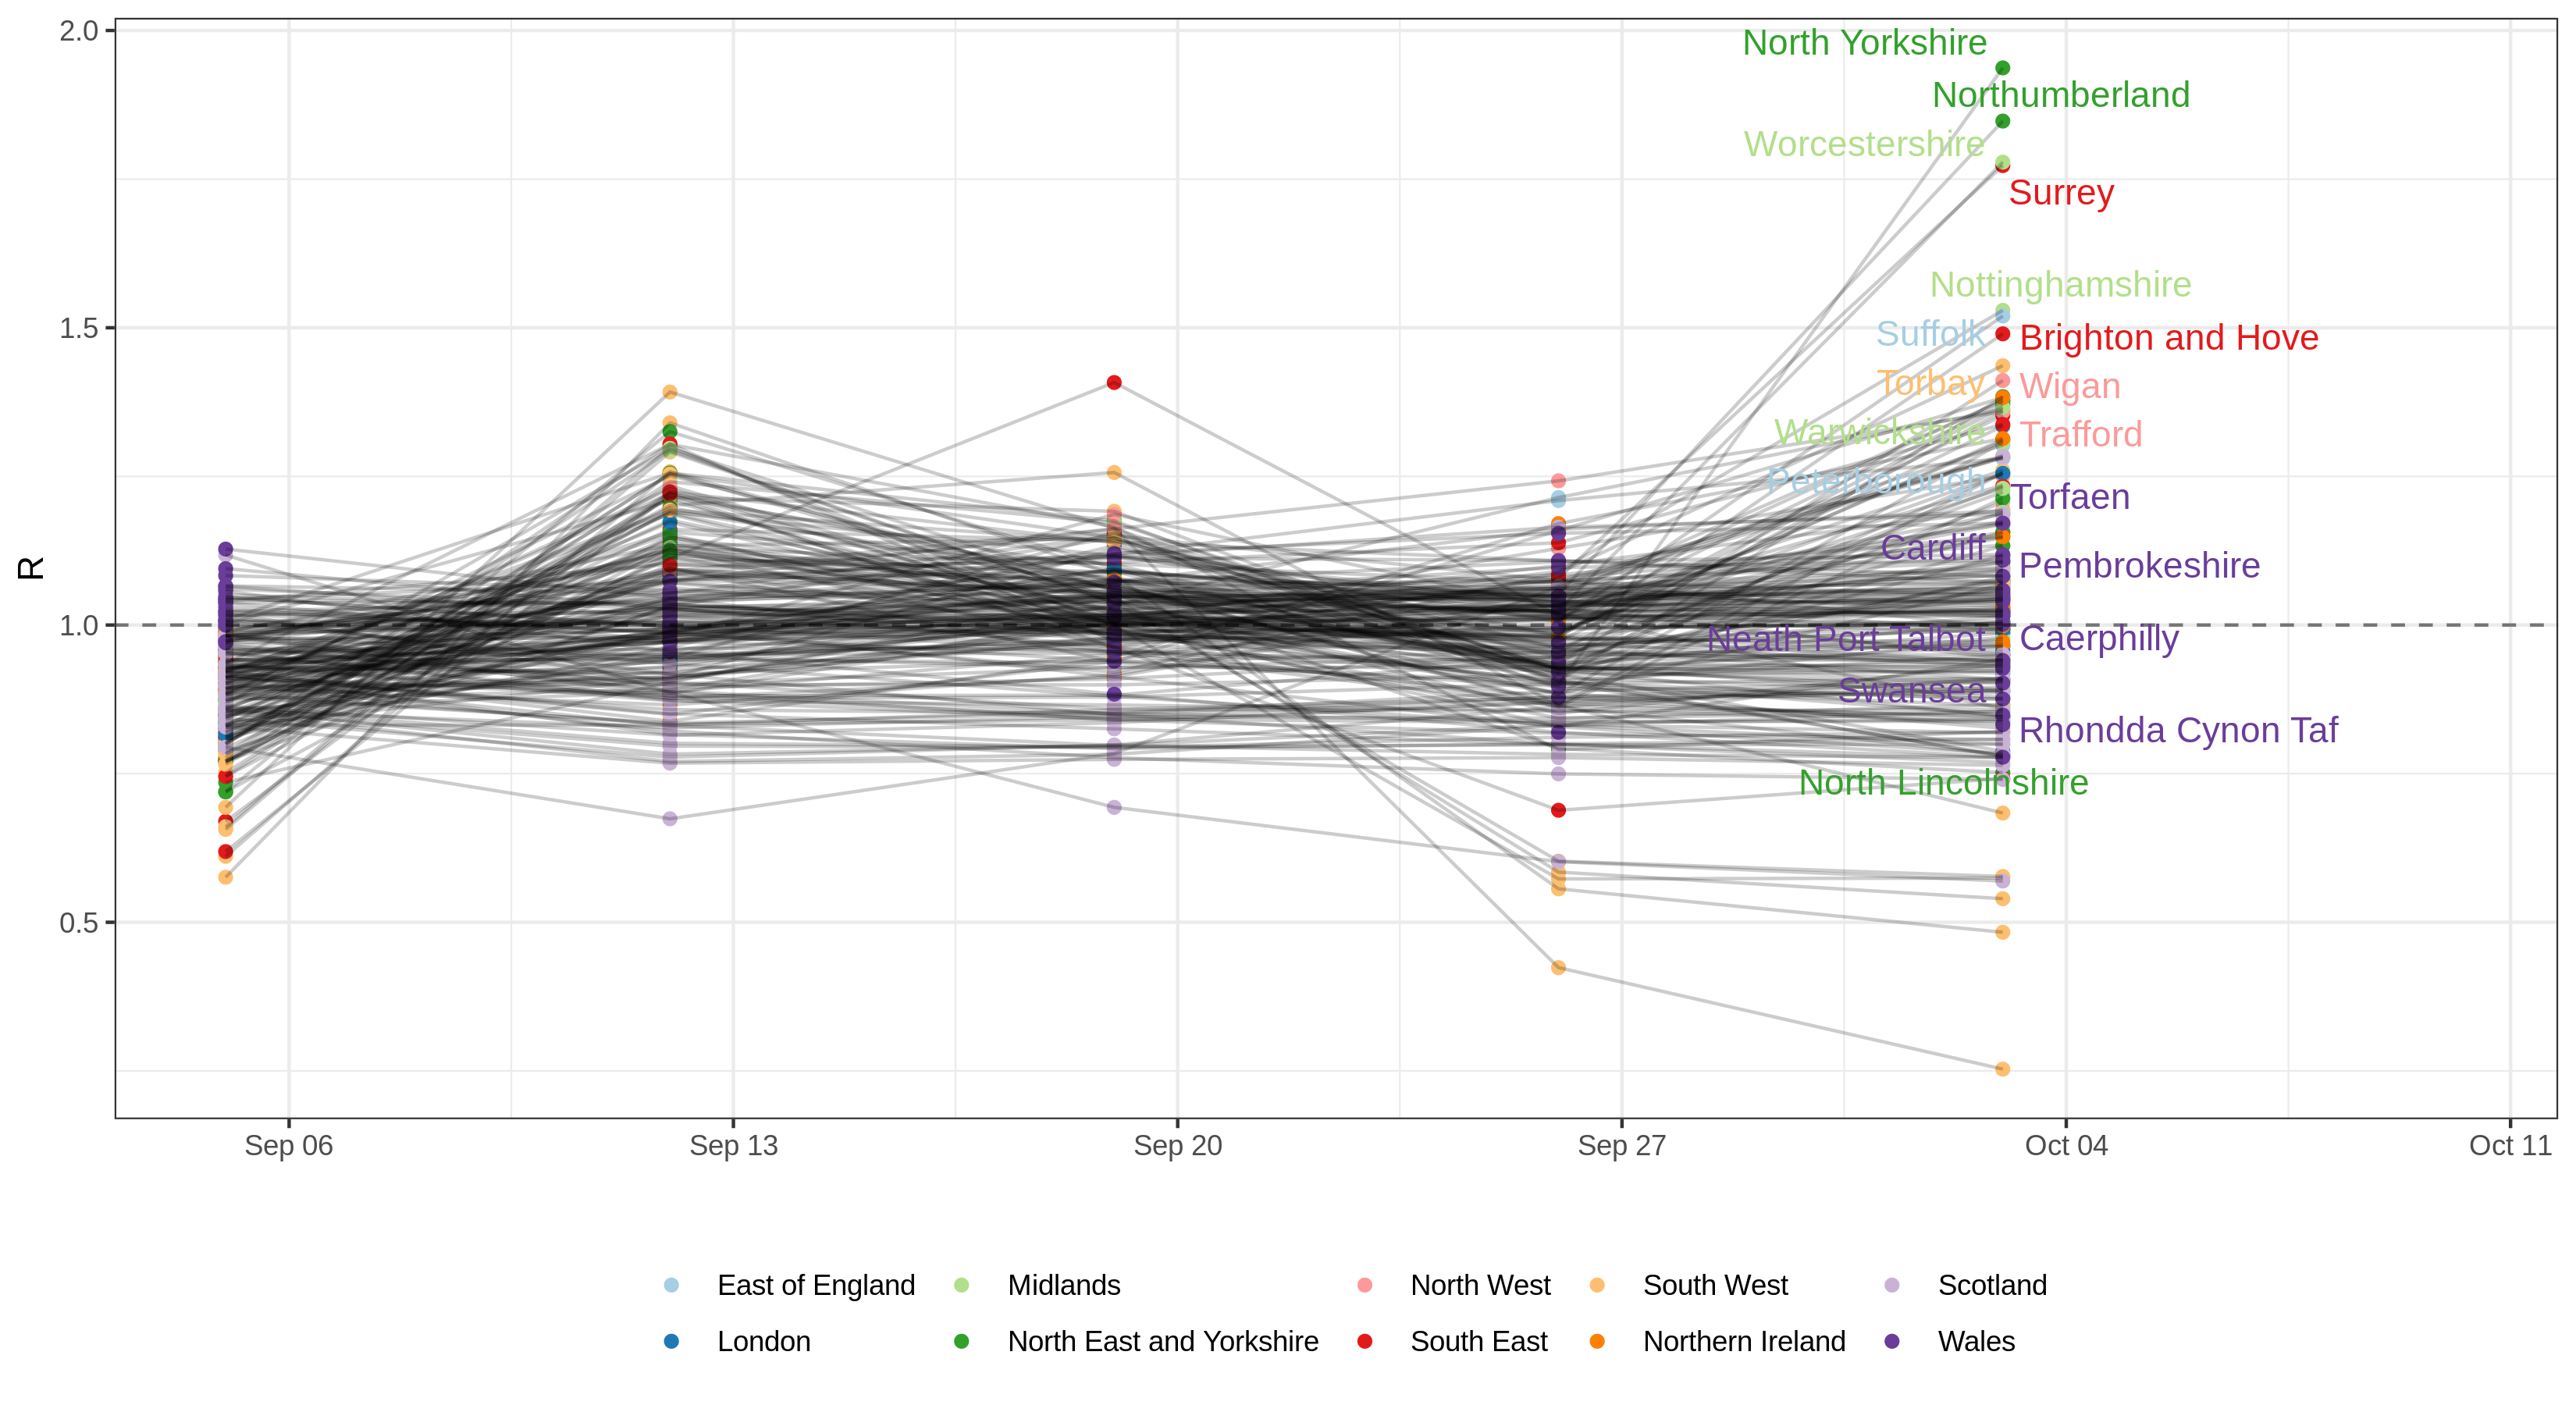 2.0
1.5
1.0
0.5
R
North Yorkshire
Northumberland
Worcestershire
Surrey
Nottinghamshire
Suffolk
Brighton and Hove
Torbay
Wigan
Warwickshire
Trafford
Peterborough
Torfaen
Cardiff
Pembrokeshire
Neath Port Talbot
Caerphilly
Swansea
Rhondda Cynon Taf
North Lincolnshire
Sep 06
Sep 13
Sep 20
Sep 27
Oct 04
Oct 11
East of England
Midlands
North West
South West
Scotland
London
North East and Yorkshire
South East
Northern Ireland
Wales